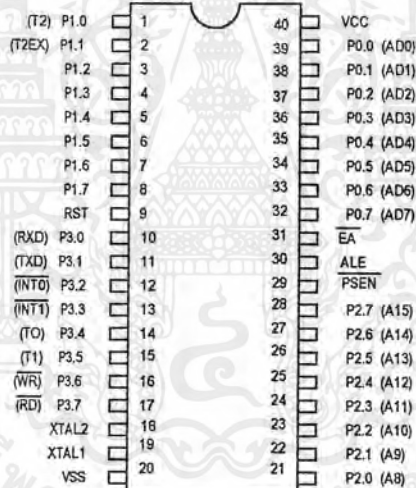 (T2) P1.0 1 40 VCC
(T2EX) P1.1 2 39 P0.0 (AD0)
P1.2 3 38 P0.1 (AD1)
P1.3 4 37 P0.2 (AD2)
P1.4 5 36 P0.3 (AD3)
P1.5 6 35 P0.4 (AD4)
P1.6 7 34 P0.5 (AD5)
P1.7 8 33 P0.6 (AD6)
RST 9 32 P0.7 (AD7)
(RXD) P3.0 10 31 EA
(TXD) P3.1 11 30 ALE
(INT0) P3.2 12 29 PSEN
(INT1) P3.3 13 28 P2.7 (A15)
(TO) P3.4 14 27 P2.6 (A14)
(T1) P3.5 15 26 P2.5 (A13)
(WR) P3.6 16 25 P2.4 (A12)
(RD) P3.7 17 24 P2.3 (A11)
XTAL2 18 23 P2.2 (A10)
XTAL1 19 22 P2.1 (A9)
VSS 20 21 P2.0 (A8)